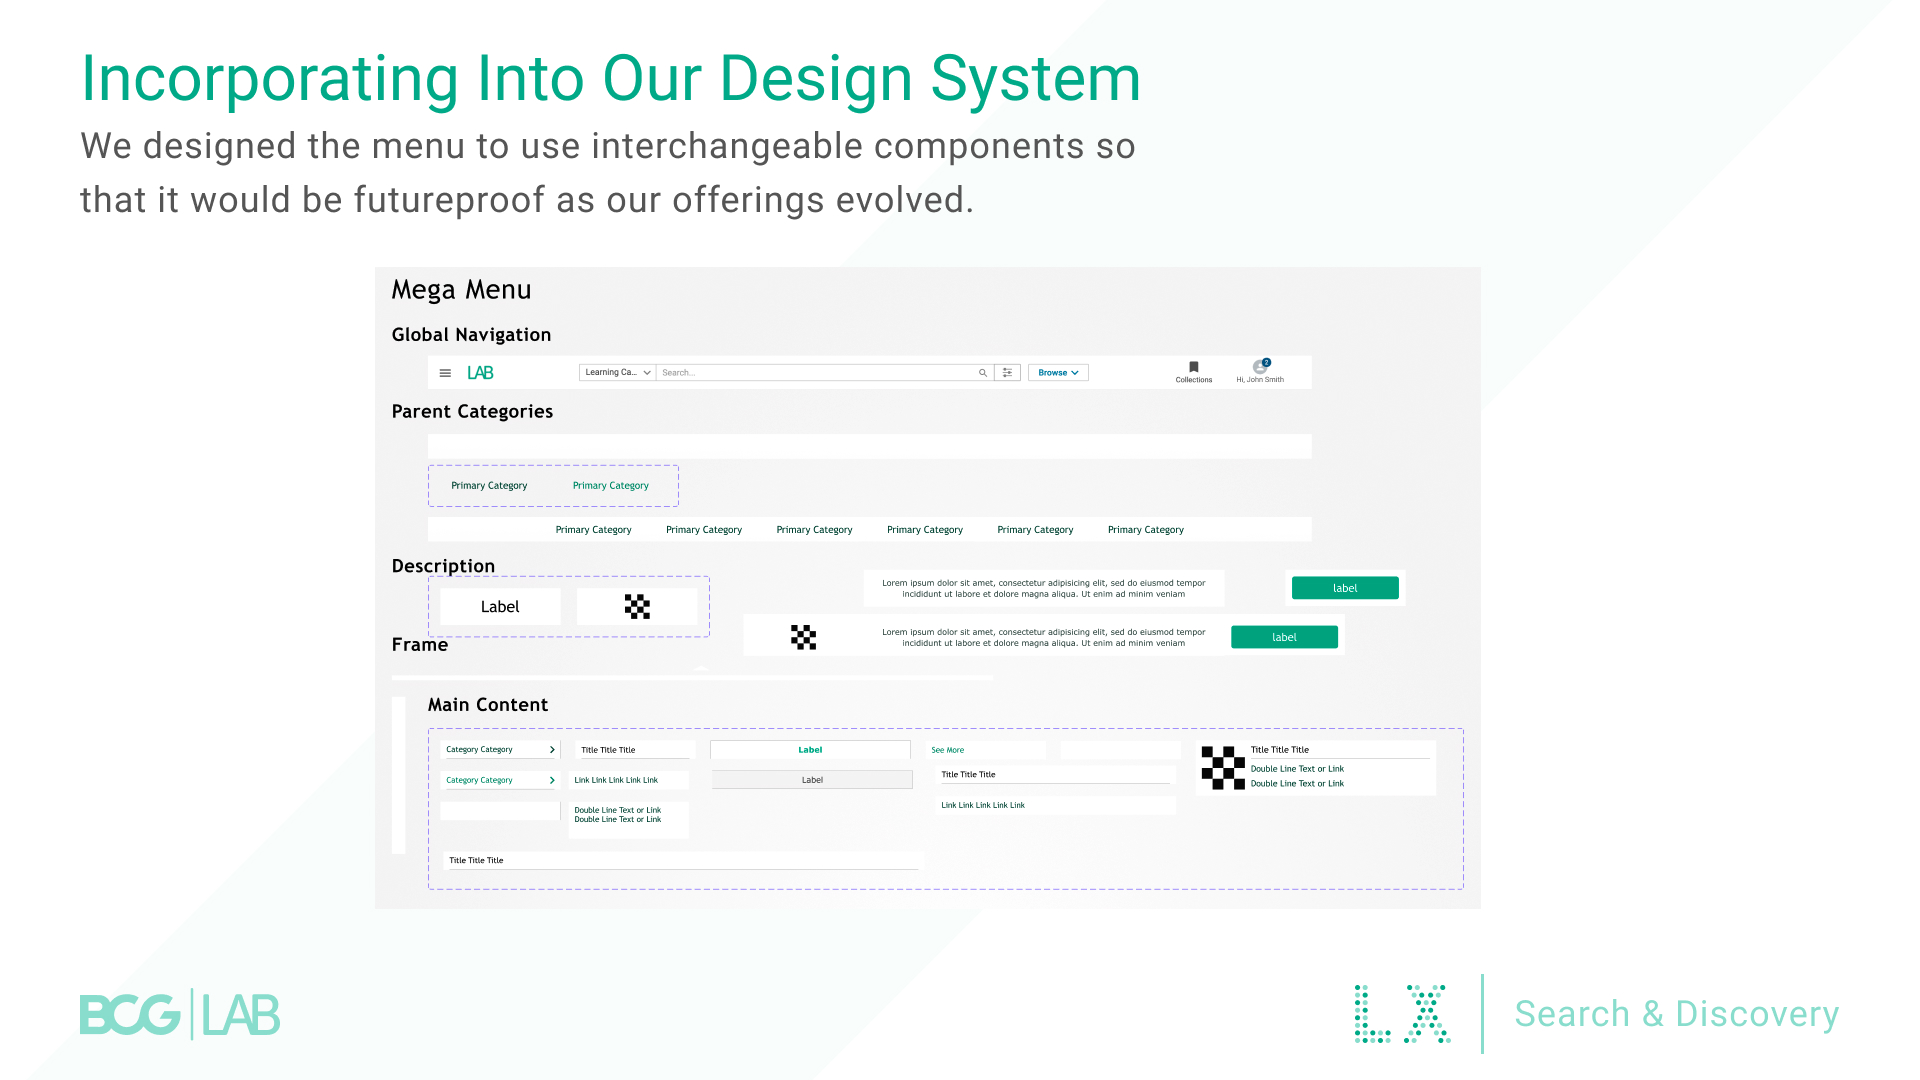 Incorporating Into Our Design System
We designed the menu to use interchangeable components so
that it would be futureproof as our offerings evolved.
Mega Menu
Global Navigation
LAB
Learning Ca...
Search...
Browse
Collections
2
Hi, John Smith
Parent Categories
Primary Category Primary Category
Primary Category Primary Category Primary Category Primary Category Primary Category Primary Category
Description
Label
Lorem ipsum dolor sit amet, consectetur adipisicing elit, sed do eiusmod tempor
incididunt ut labore et dolore magna aliqua. Ut enim ad minim veniam
label
Frame
Lorem ipsum dolor sit amet, consectetur adipisicing elit, sed do eiusmod tempor
incididunt ut labore et dolore magna aliqua. Ut enim ad minim veniam
label
Main Content
Category Category
Category Category
Title Title Title
Link Link Link Link Link
Double Line Text or Link
Double Line Text or Link
Label
Label
See More
Title Title Title
Link Link Link Link Link
Title Title Title
Double Line Text or Link
Double Line Text or Link
Title Title Title
BCG LAB
LX
Search & Discovery